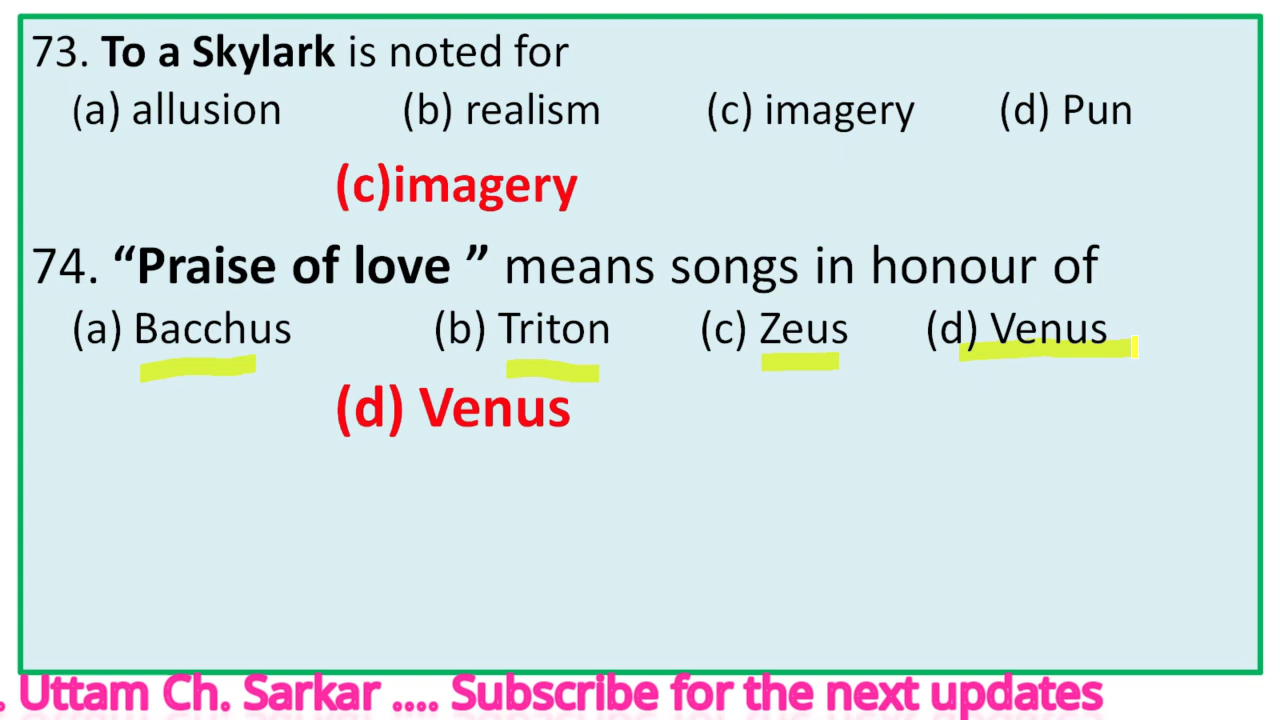 73. To a Skylark is noted for
(a) allusion (b) realism (c) imagery (d) Pun
(c)imagery
74. “Praise of love ” means songs in honour of
(a) Bacchus (b) Triton (c) Zeus (d) Venus
(d) Venus
. Uttam Ch. Sarkar .... Subscribe for the next updates